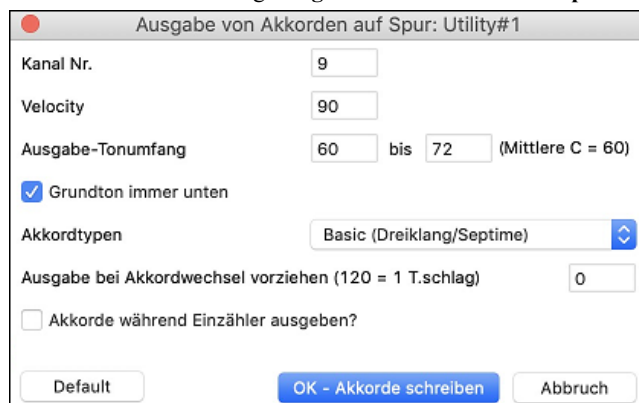 Ausgabe von Akkorden auf Spur: Utility#1
Kanal Nr. 9
Velocity 90
Ausgabe-Tonumfang 60 bis 72 (Mittlere C = 60)
Grundton immer unten
Akkordtypen Basic (Dreiklang/Septime)
Ausgabe bei Akkordwechsel vorziehen (120 = 1 T.schlag) 0
Akkorde während Einzähler ausgeben?
Default OK - Akkorde schreiben Abbruch